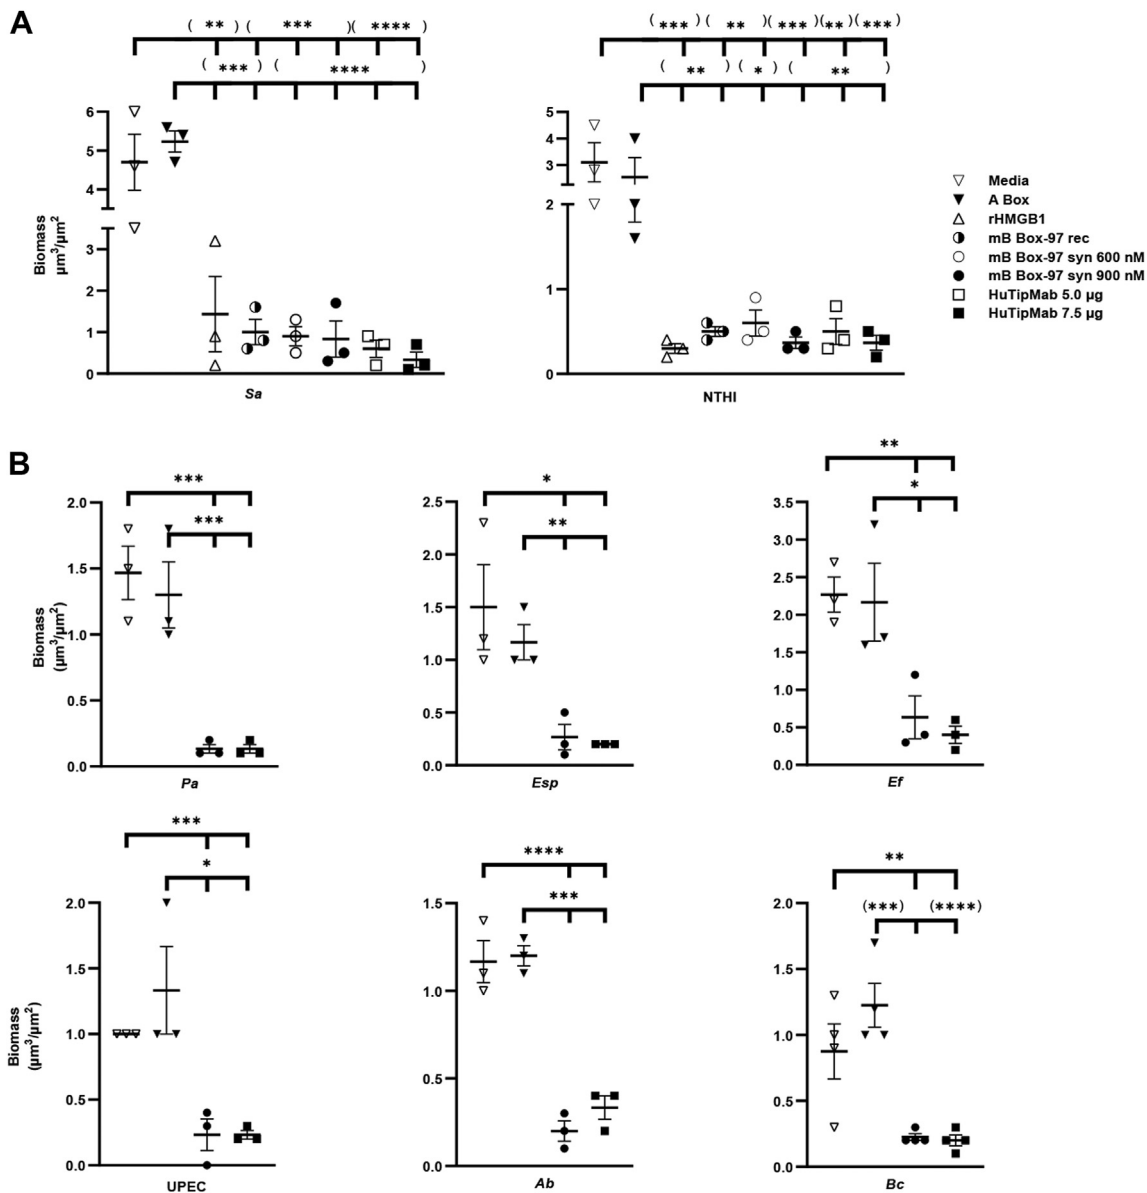 A
( ** ) ( *** )( **** )
( *** ) ( **** )
6
5
4
3
2
1
0
Biomass
µm³/µm²
Sa
( *** ) ( ** ) ( *** ) ( ** ) ( *** )
( ** ) ( * ) ( ** )
5
4
3
2
1
0
NTHI
Media
A Box
rHMGB1
mB Box-97 rec
mB Box-97 syn 600 nM
mB Box-97 syn 900 nM
HuTipMab 5.0 µg
HuTipMab 7.5 µg
B
***
***
2.0
1.5
1.0
0.5
0.0
Biomass
(µm³/µm²)
Pa
*
**
2.5
2.0
1.5
1.0
0.5
0.0
Esp
**
*
3.5
3.0
2.5
2.0
1.5
1.0
0.5
0.0
Ef
***
*
2.0
1.5
1.0
0.5
0.0
Biomass
(µm³/µm²)
UPEC
****
***
1.5
1.0
0.5
0.0
Ab
**
(***) (****)
2.0
1.5
1.0
0.5
0.0
Bc